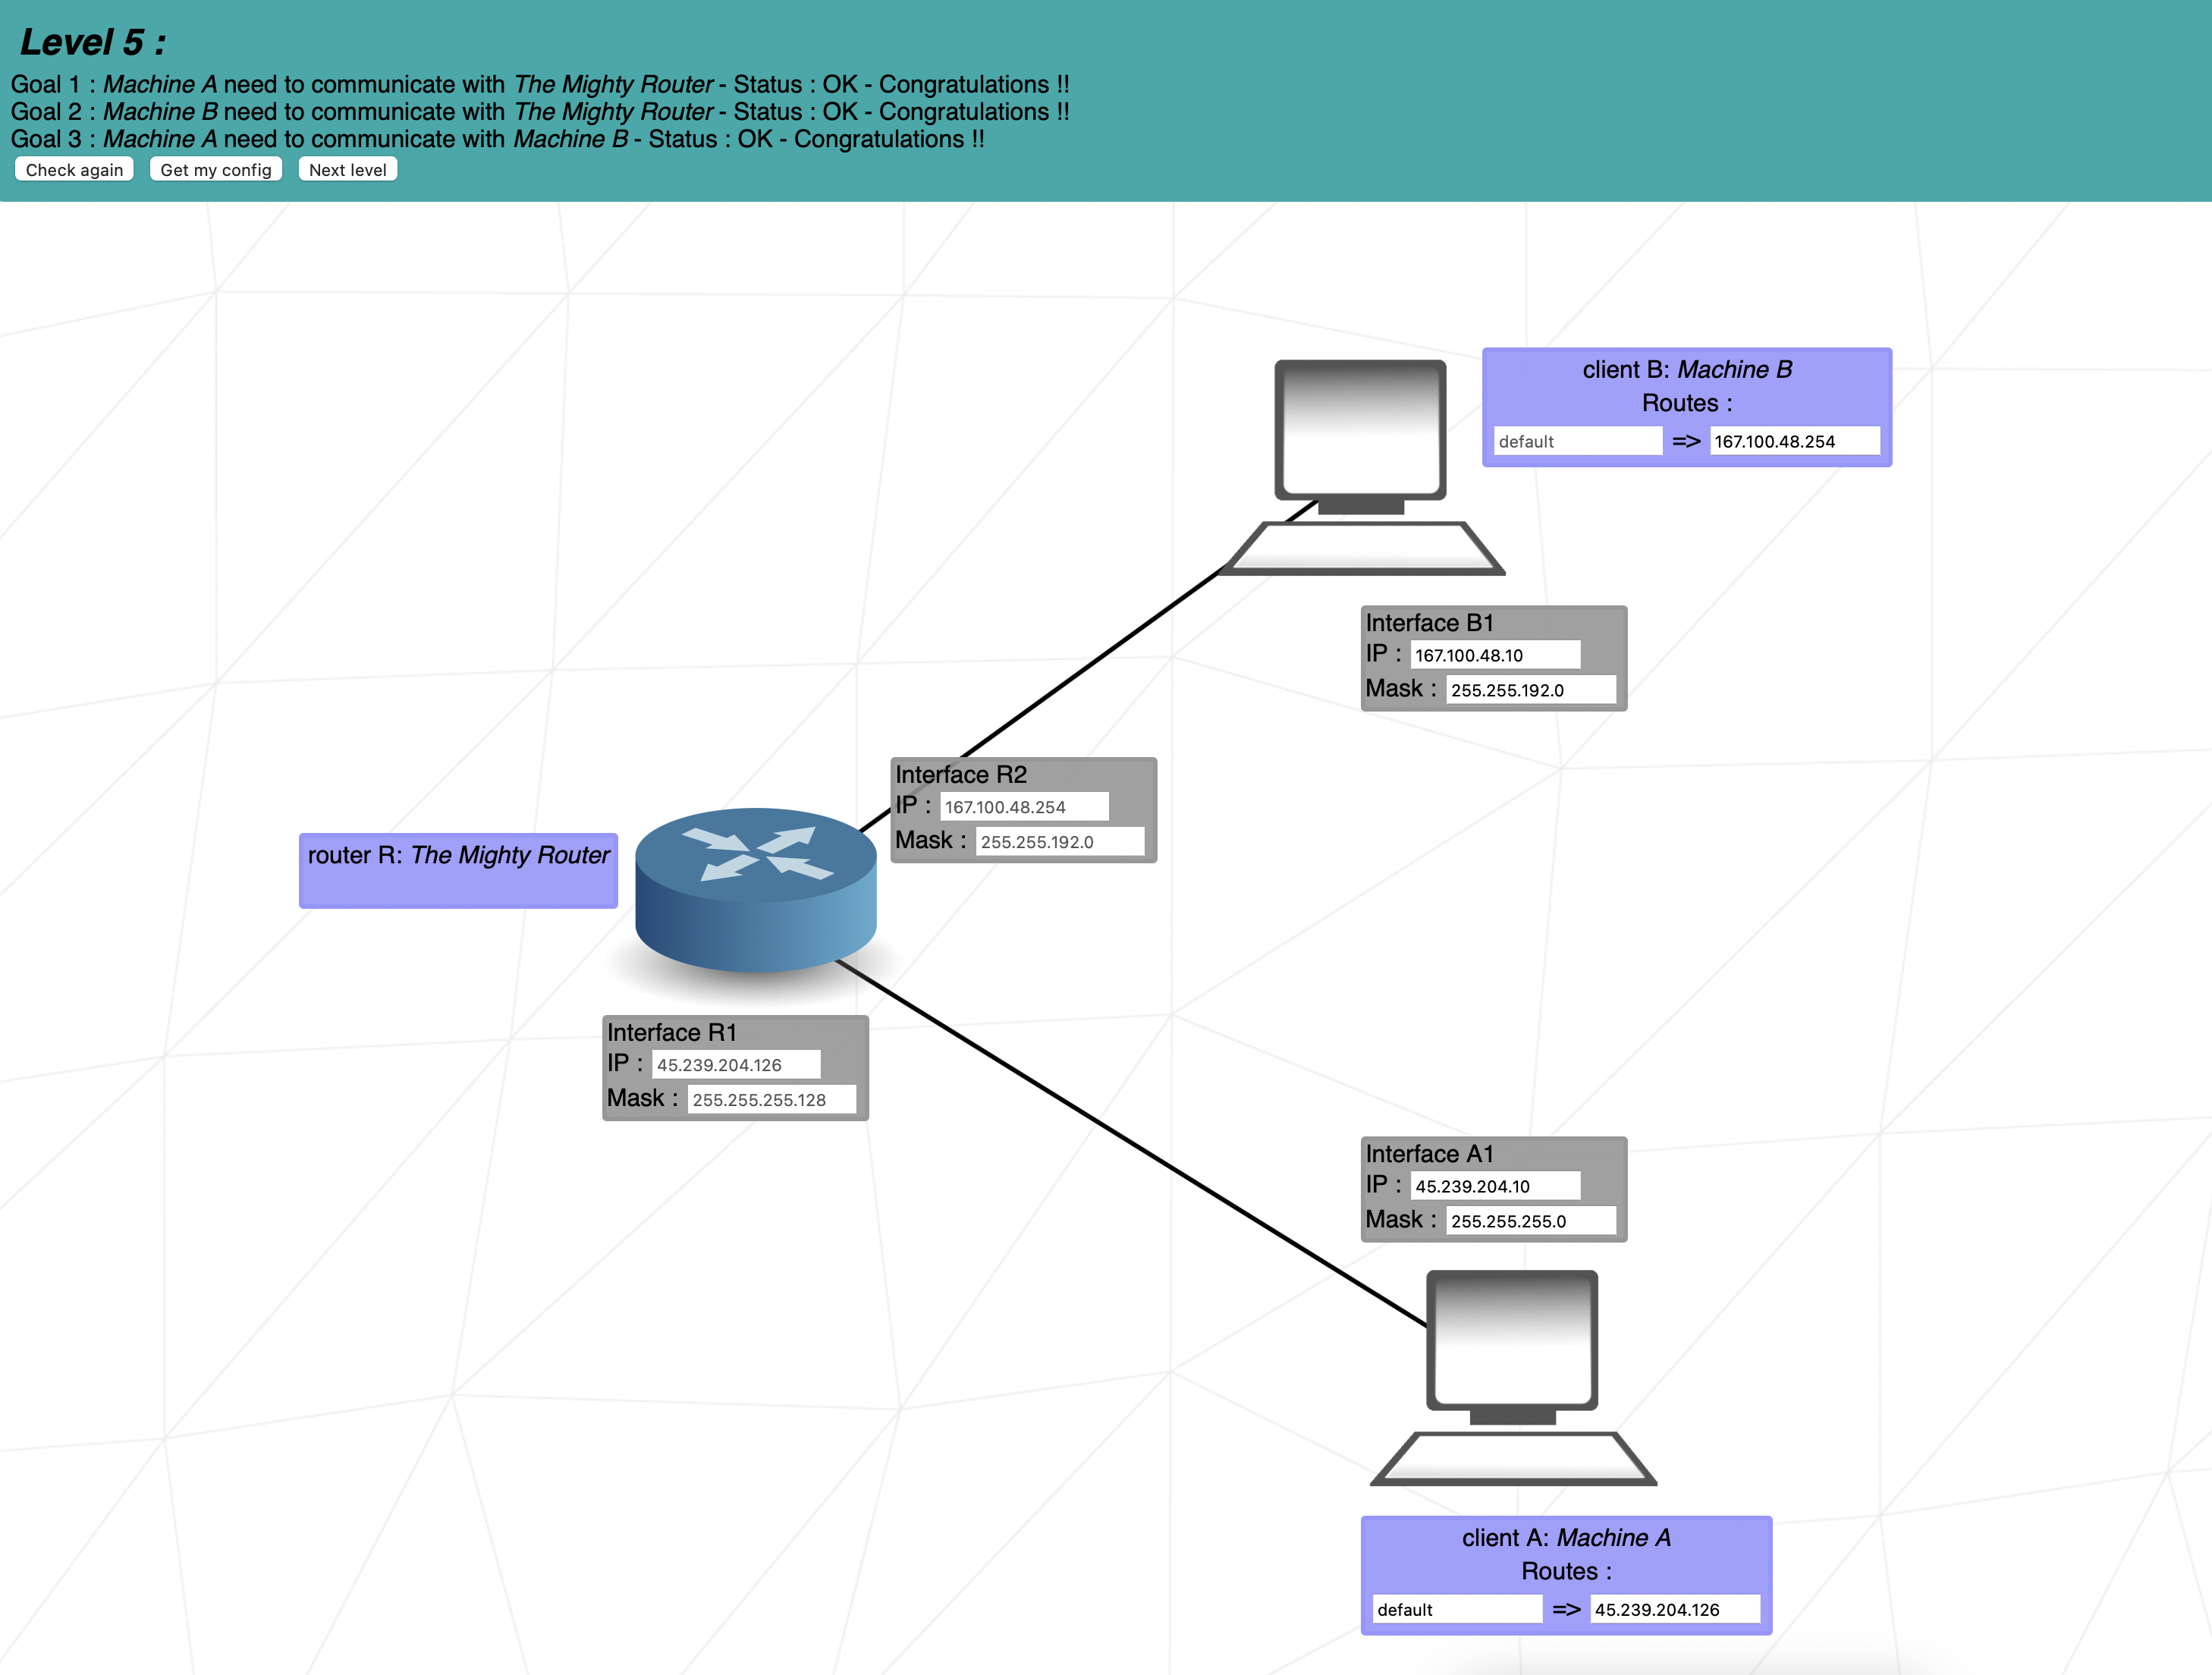 Level 5 :
Goal 1 : Machine A need to communicate with The Mighty Router - Status : OK - Congratulations !!
Goal 2 : Machine B need to communicate with The Mighty Router - Status : OK - Congratulations !!
Goal 3 : Machine A need to communicate with Machine B - Status : OK - Congratulations !!
Check again Get my config Next level
client B: Machine B
Routes :
default => 167.100.48.254
Interface B1
IP : 167.100.48.10
Mask : 255.255.192.0
Interface R2
IP : 167.100.48.254
Mask : 255.255.192.0
router R: The Mighty Router
Interface R1
IP : 45.239.204.126
Mask : 255.255.255.128
Interface A1
IP : 45.239.204.10
Mask : 255.255.255.0
client A: Machine A
Routes :
default => 45.239.204.126